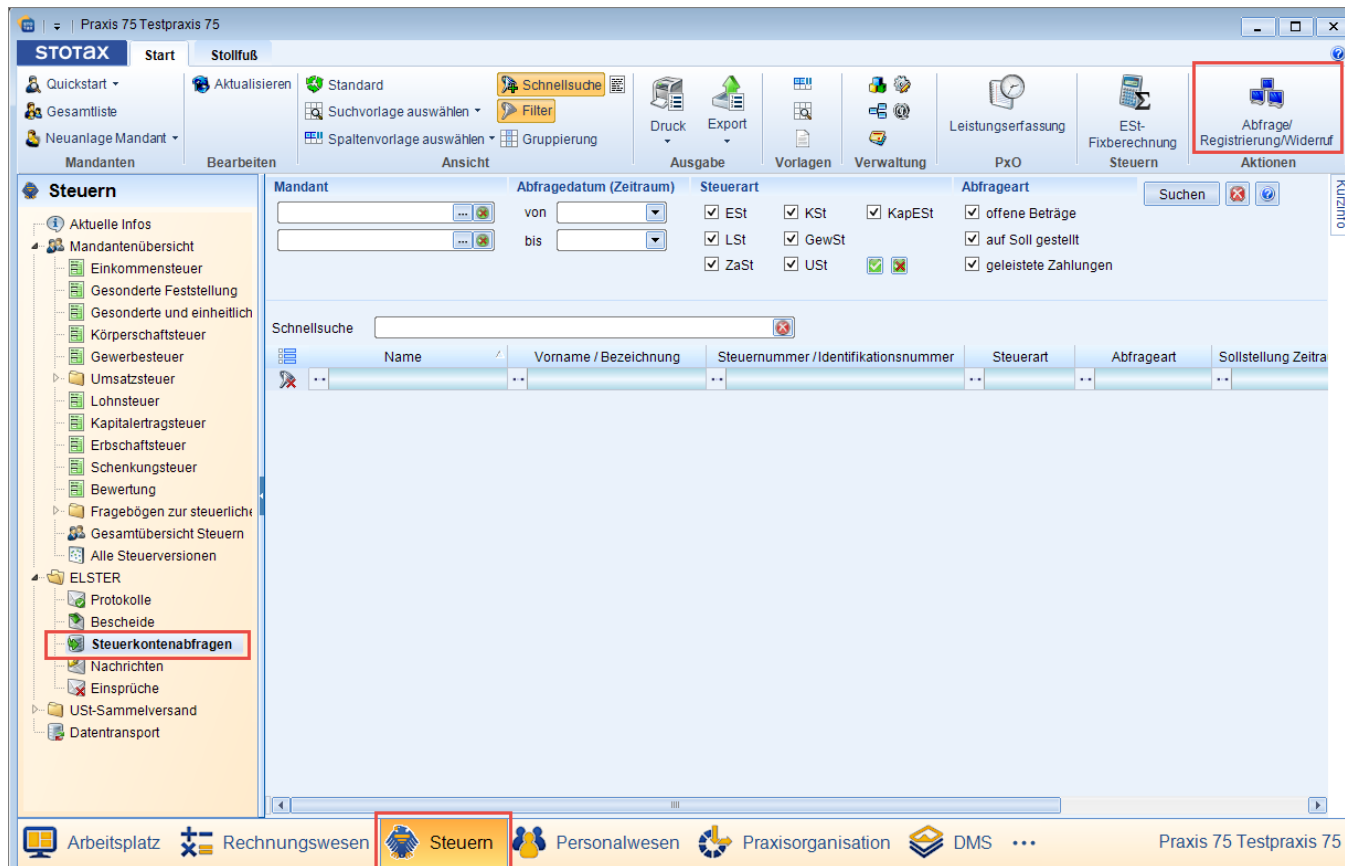 Praxis 75 Testpraxis 75
STOTAX Start Stollfuß
Quickstart Aktualisieren Standard Schnellsuche
Gesamtliste Suchvorlage auswählen Filter
Neuanlage Mandant Spaltenvorlage auswählen Gruppierung
Druck Export Leistungserfassung ESt-Fixberechnung Abfrage/Registrierung/Widerruf
Mandanten Bearbeiten Ansicht Ausgabe Vorlagen Verwaltung PxO Steuern Aktionen
Steuern
Aktuelle Infos
Mandantenübersicht
Einkommensteuer
Gesonderte Feststellung
Gesonderte und einheitlich
Körperschaftsteuer
Gewerbesteuer
Umsatzsteuer
Lohnsteuer
Kapitalertragsteuer
Erbschaftsteuer
Schenkungsteuer
Bewertung
Fragebögen zur steuerliche
Gesamtübersicht Steuern
Alle Steuerversionen
ELSTER
Protokolle
Bescheide
Steuerkontenabfragen
Nachrichten
Einsprüche
USt-Sammelversand
Datentransport
Mandant Abfragedatum (Zeitraum) Steuerart Abfrageart
von ESt KSt KapESt offene Beträge Suchen
bis LSt GewSt auf Soll gestellt
ZaSt USt geleistete Zahlungen
Kurzinfo
Schnellsuche
Name Vorname / Bezeichnung Steuernummer / Identifikationsnummer Steuerart Abfrageart Sollstellung Zeitra
Arbeitsplatz Rechnungswesen Steuern Personalwesen Praxisorganisation DMS ... Praxis 75 Testpraxis 75